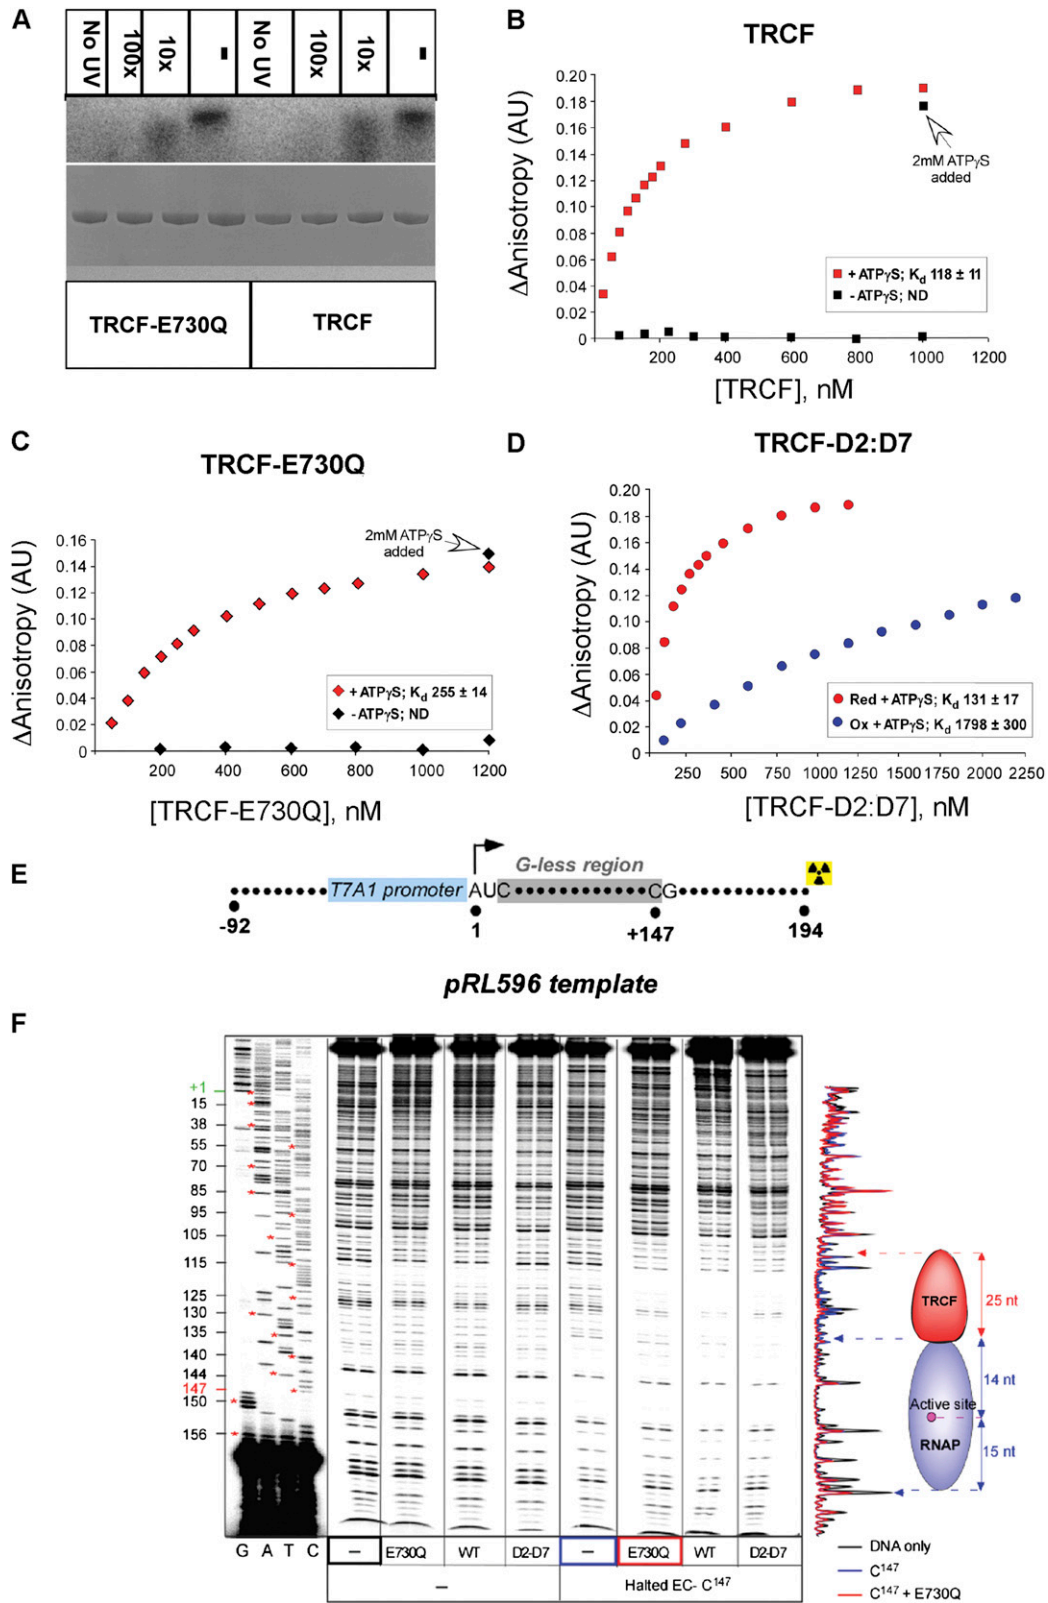 A
No UV
100x
10x
-
No UV
100x
10x
-
TRCF-E730Q
TRCF
B
TRCF
ΔAnisotropy (AU)
0.20
0.18
0.16
0.14
0.12
0.10
0.08
0.06
0.04
0.02
0
2mM ATPγS
added
+ATPγS; Kd 118 ± 11
-ATPγS; ND
200
400
600
800
1000
1200
[TRCF], nM
C
TRCF-E730Q
ΔAnisotropy (AU)
0.16
0.14
0.12
0.10
0.08
0.06
0.04
0.02
0
2mM ATPγS
added
+ATPγS; Kd 255 ± 14
-ATPγS; ND
200
400
600
800
1000
1200
[TRCF-E730Q], nM
D
TRCF-D2:D7
ΔAnisotropy (AU)
0.20
0.18
0.16
0.14
0.12
0.10
0.08
0.06
0.04
0.02
0
Red +ATPγS; Kd 131 ± 17
Ox +ATPγS; Kd 1798 ± 300
250
500
750
1000
1250
1500
1750
2000
2250
[TRCF-D2:D7], nM
E
G-less region
T7A1 promoter
AUC
CG
-92
1
+147
194
pRL596 template
F
+1
15
38
55
70
85
95
105
115
125
130
135
140
144
147
150
156
G A T C
–
E730Q
WT
D2-D7
–
E730Q
WT
D2-D7
–
Halted EC- C147
TRCF
25 nt
14 nt
Active site
RNAP
15 nt
DNA only
C147
C147 + E730Q